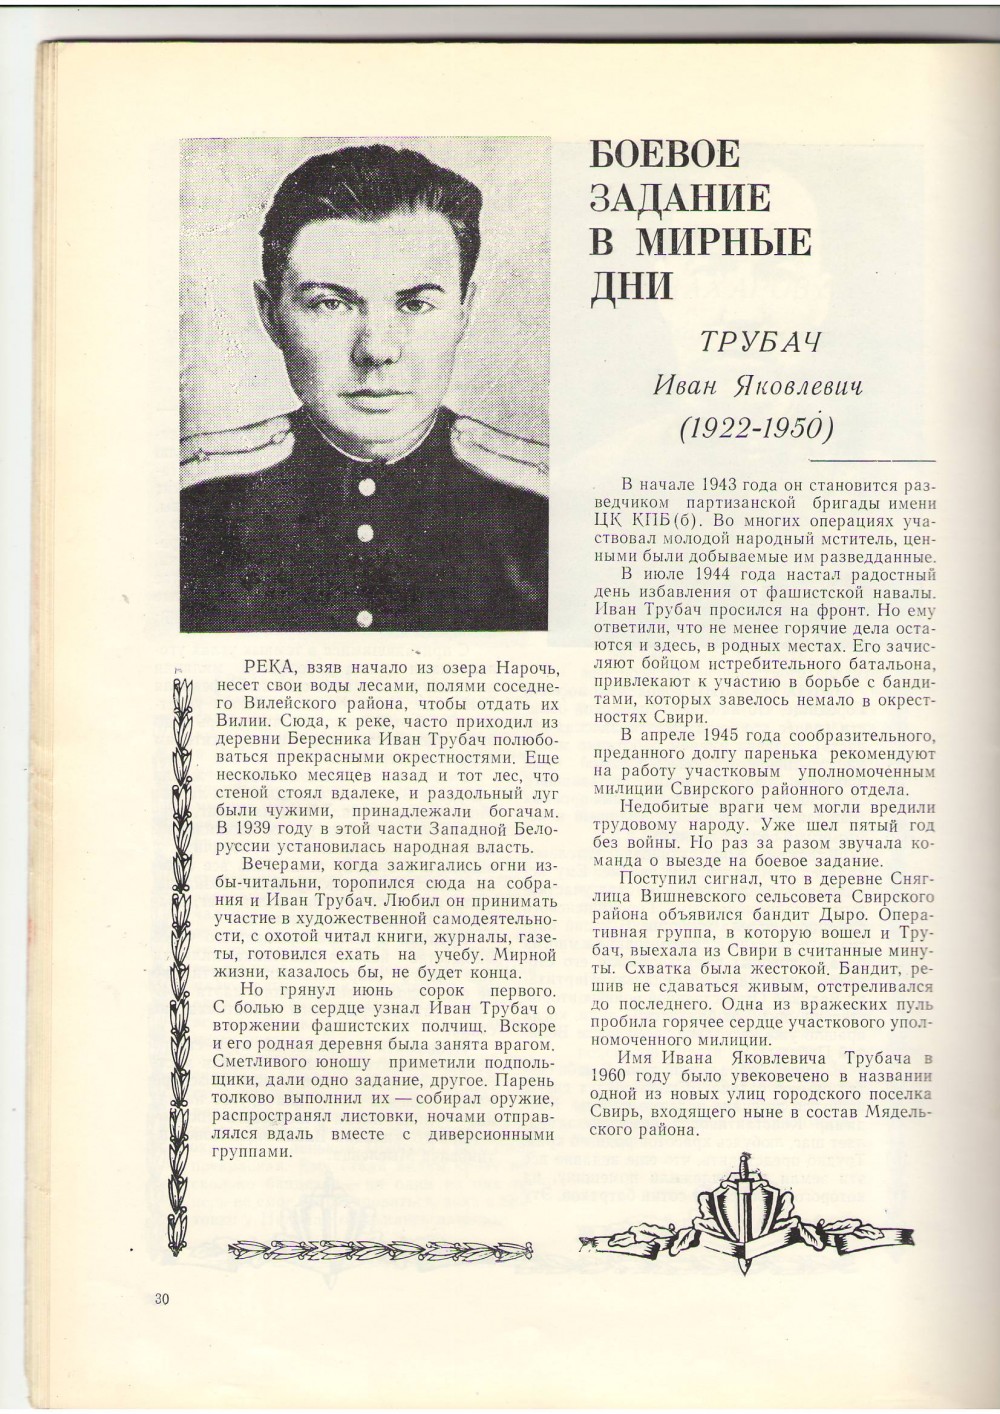 БОЕВОЕ
ЗАДАНИЕ
В МИРНЫЕ
ДНИ
ТРУБАЧ
Иван Яковлевич
(1922-1950)
РЕКА, взяв начало из озера Нарочь,
несет свои воды лесами, полями соседне-
го Вилейского района, чтобы отдать их
Вилии. Сюда, к реке, часто приходил из
деревни Бересника Иван Трубач полюбо-
ваться прекрасными окрестностями. Еще
несколько месяцев назад и тот лес, что
стеной стоял вдалеке, и раздольный луг
были чужими, принадлежали богачам.
В 1939 году в этой части Западной Бело-
руссии установилась народная власть.
Вечерами, когда зажигались огни из-
бы-читальни, торопился сюда на собра-
ния и Иван Трубач. Любил он принимать
участие в художественной самодеятельно-
сти, с охотой читал книги, журналы, газе-
ты, готовился ехать на учебу. Мирной
жизни, казалось бы, не будет конца.
Но грянул июнь сорок первого.
С болью в сердце узнал Иван Трубач о
вторжении фашистских полчищ. Вскоре
и его родная деревня была занята врагом.
Сметливого юношу приметили подполь-
щики, дали одно задание, другое. Парень
толково выполнил их — собирал оружие,
распространял листовки, ночами отправ-
лялся вдаль вместе с диверсионными
группами.
В начале 1943 года он становится раз-
ведчиком партизанской бригады имени
ЦК КПБ(б). Во многих операциях уча-
ствовал молодой народный мститель, цен-
ными были добываемые им разведданные.
В июле 1944 года настал радостный
день избавления от фашистской навалы.
Иван Трубач просился на фронт. Но ему
ответили, что не менее горячие дела оста-
ются и здесь, в родных местах. Его зачис-
ляют бойцом истребительного батальона,
привлекают к участию в борьбе с банди-
тами, которых завелось немало в окрест-
ностях Свири.
В апреле 1945 года сообразительного,
преданного долгу паренька рекомендуют
на работу участковым уполномоченным
милиции Свирского районного отдела.
Недобитые враги чем могли вредили
трудовому народу. Уже шел пятый год
без войны. Но раз за разом звучала ко-
манда о выезде на боевое задание.
Поступил сигнал, что в деревне Сняг-
лица Вишневского сельсовета Свирского
района объявился бандит Дыро. Опера-
тивная группа, в которую вошел и Тру-
бач, выехала из Свири в считанные мину-
ты. Схватка была жестокой. Бандит, ре-
шив не сдаваться живым, отстреливался
до последнего. Одна из вражеских пуль
пробила горячее сердце участкового упол-
номоченного милиции.
Имя Ивана Яковлевича Трубача в
1960 году было увековечено в названии
одной из новых улиц городского поселка
Свирь, входящего ныне в состав Мядель-
ского района.
30